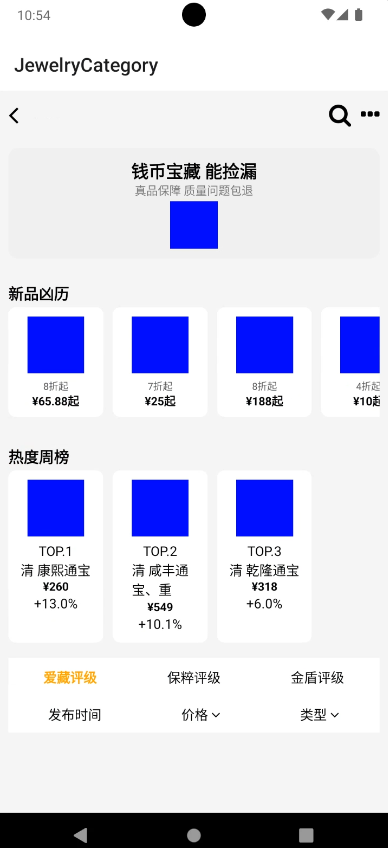 10:54
JewelryCategory
钱币宝藏 能捡漏
真品保障 质量问题包退
新品凶历
8折起 7折起 8折起 4折起
¥65.88起 ¥25起 ¥188起 ¥10起
热度周榜
TOP.1
清 康熙通宝
¥260
+13.0%
TOP.2
清 咸丰通
宝、重
¥549
+10.1%
TOP.3
清 乾隆通宝
¥318
+6.0%
爱藏评级 保粹评级 金盾评级
发布时间 价格 类型